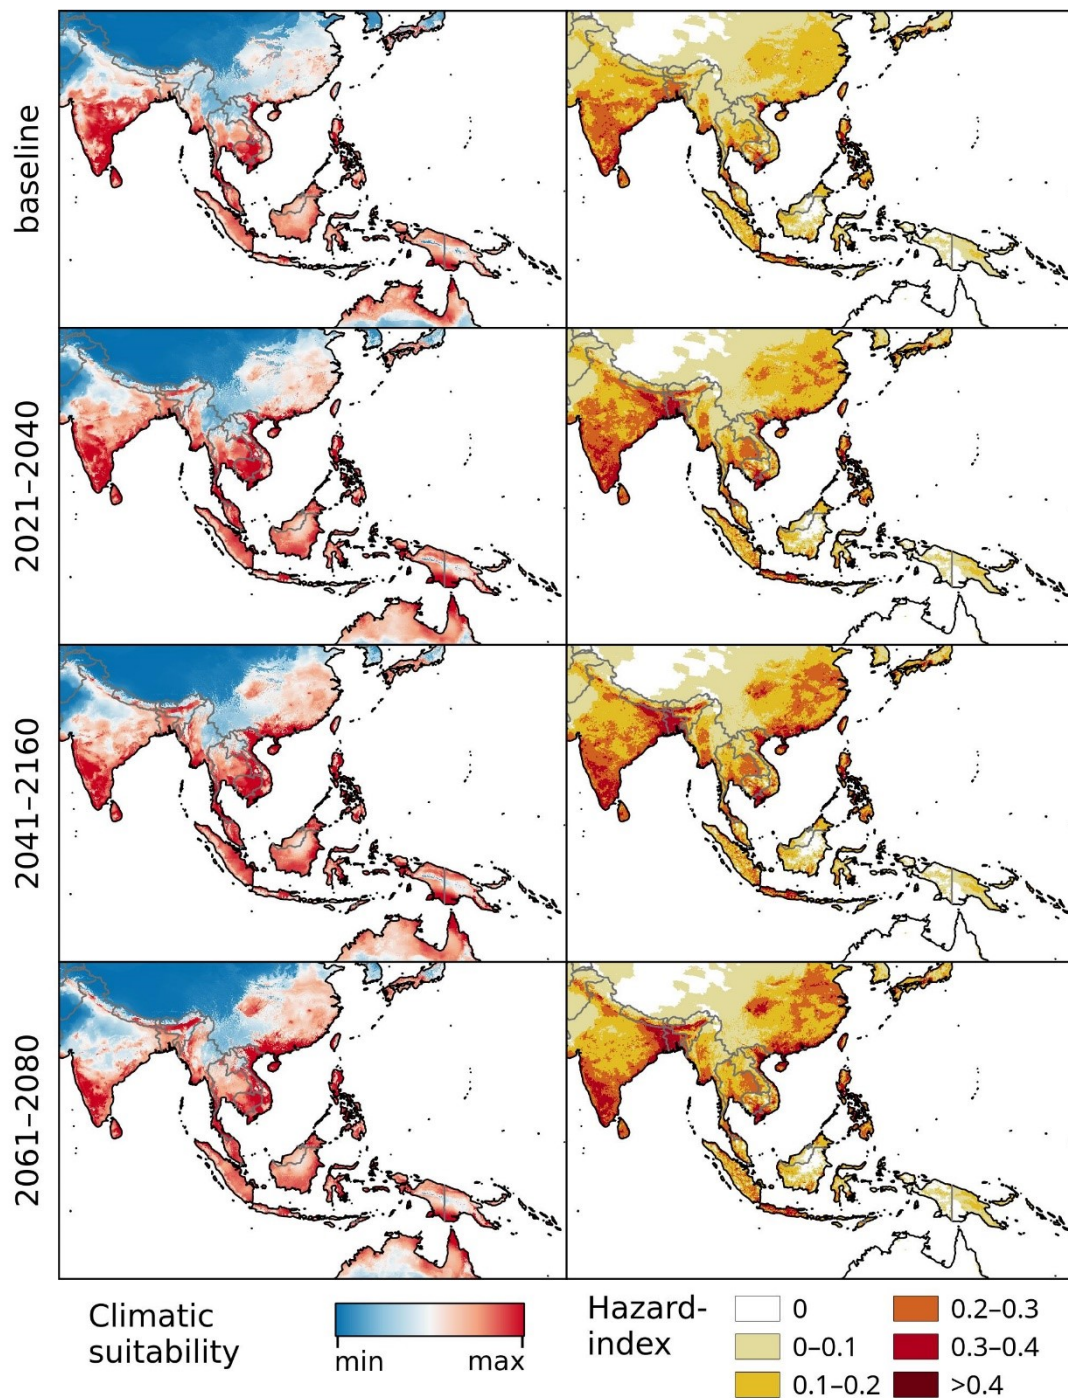 baseline
2021–2040
2041–2160
2061–2080
Climatic
suitability
min max
Hazard-
index
0
0–0.1
0.1–0.2
0.2–0.3
0.3–0.4
>0.4